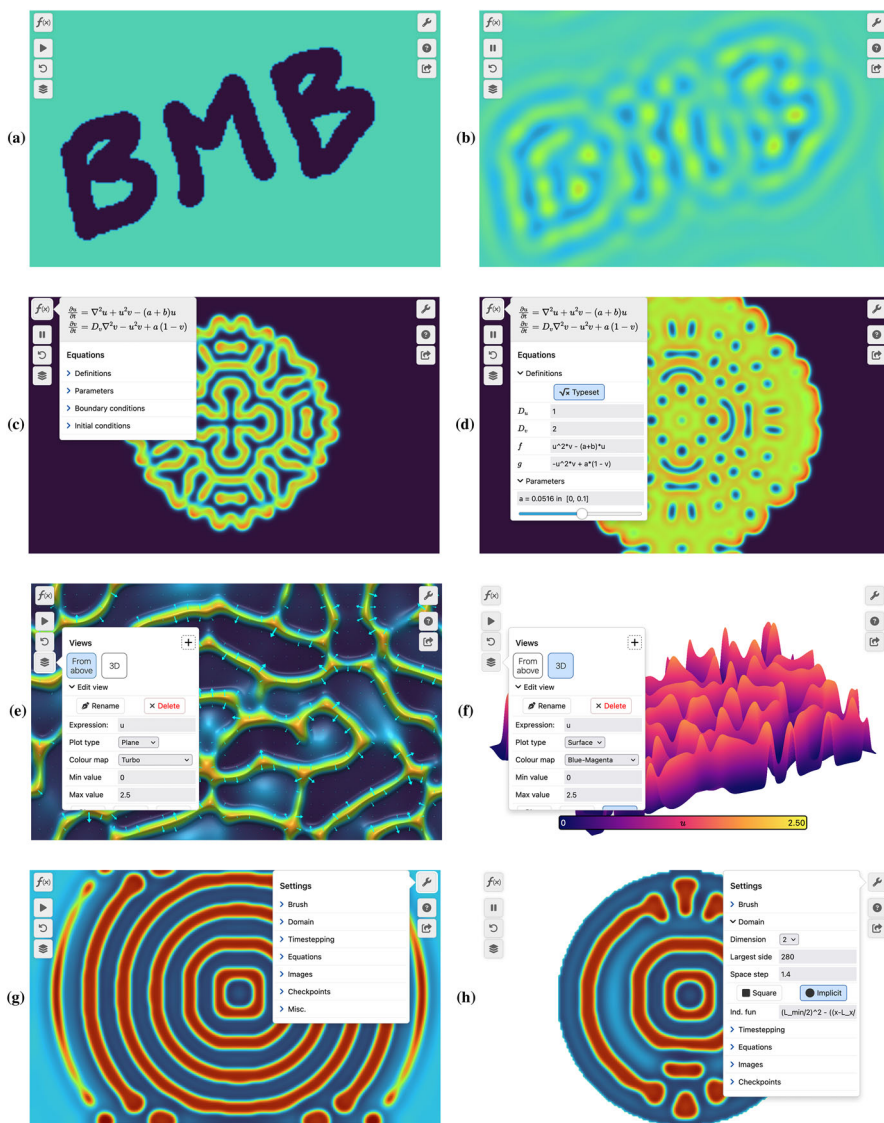 f(x)
BMB
(a)
f(x)
(b)
f(x)
∂u/∂t = ∇²u + u²v − (a + b)u
∂v/∂t = D_v∇²v − u²v + a (1 − v)
Equations
Definitions
Parameters
Boundary conditions
Initial conditions
(c)
f(x)
∂u/∂t = ∇²u + u²v − (a + b)u
∂v/∂t = D_v∇²v − u²v + a (1 − v)
Equations
Definitions
√x Typeset
D_u 1
D_v 2
f u^2*v - (a+b)*u
g -u^2*v + a*(1 - v)
Parameters
a = 0.0516 in [0, 0.1]
(d)
f(x)
Views
+
From above
3D
Edit view
Rename
Delete
Expression: u
Plot type Plane
Colour map Turbo
Min value 0
Max value 2.5
(e)
f(x)
Views
+
From above
3D
Edit view
Rename
Delete
Expression: u
Plot type Surface
Colour map Blue-Magenta
Min value 0
Max value 2.5
0 u 2.50
(f)
f(x)
Settings
Brush
Domain
Timestepping
Equations
Images
Checkpoints
Misc.
(g)
f(x)
Settings
Brush
Domain
Dimension 2
Largest side 280
Space step 1.4
Square
Implicit
Ind. fun (L_min/2)^2 - ((x-L_x/
Timestepping
Equations
Images
Checkpoints
(h)